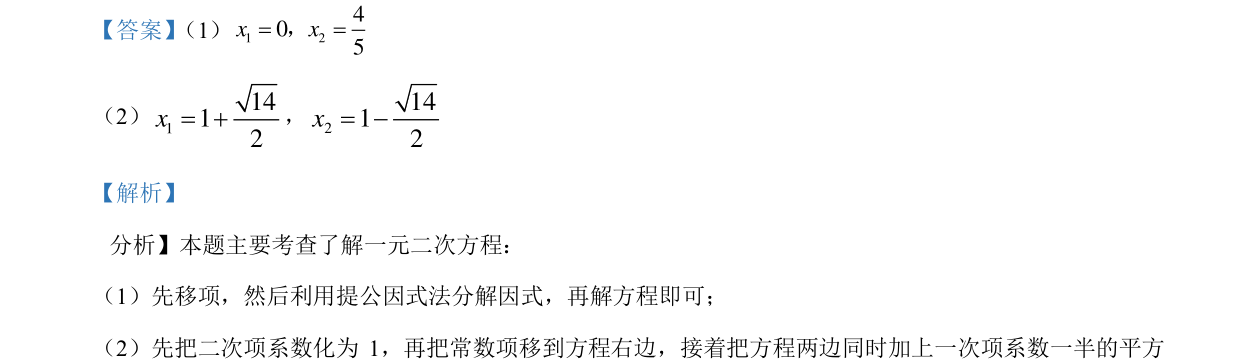 【答案】（1）x₁ = 0，x₂ = 4/5
（2）x₁ = 1 + √14/2，x₂ = 1 − √14/2
【解析】
分析】本题主要考查了解一元二次方程：
（1）先移项，然后利用提公因式法分解因式，再解方程即可；
（2）先把二次项系数化为 1，再把常数项移到方程右边，接着把方程两边同时加上一次项系数一半的平方